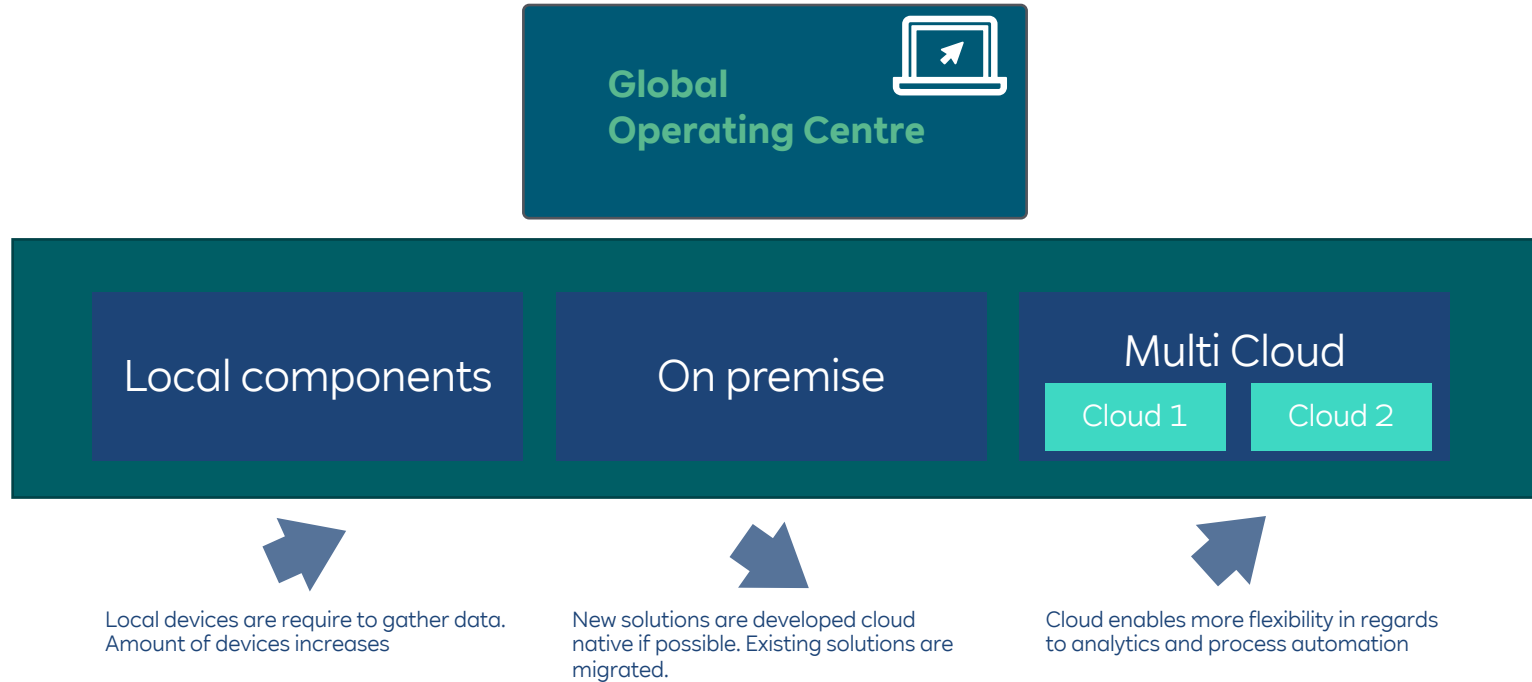 Global
Operating Centre
Local components
On premise
Multi Cloud
Cloud 1
Cloud 2
Local devices are require to gather data.
Amount of devices increases
New solutions are developed cloud
native if possible. Existing solutions are
migrated.
Cloud enables more flexibility in regards
to analytics and process automation